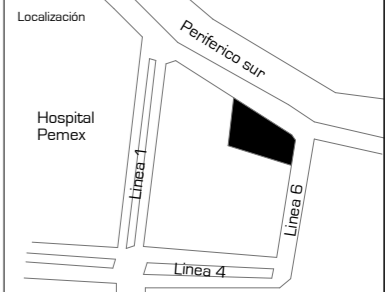 Localización
Periferico sur
Hospital
Pemex
Linea 1
Linea 6
Linea 4